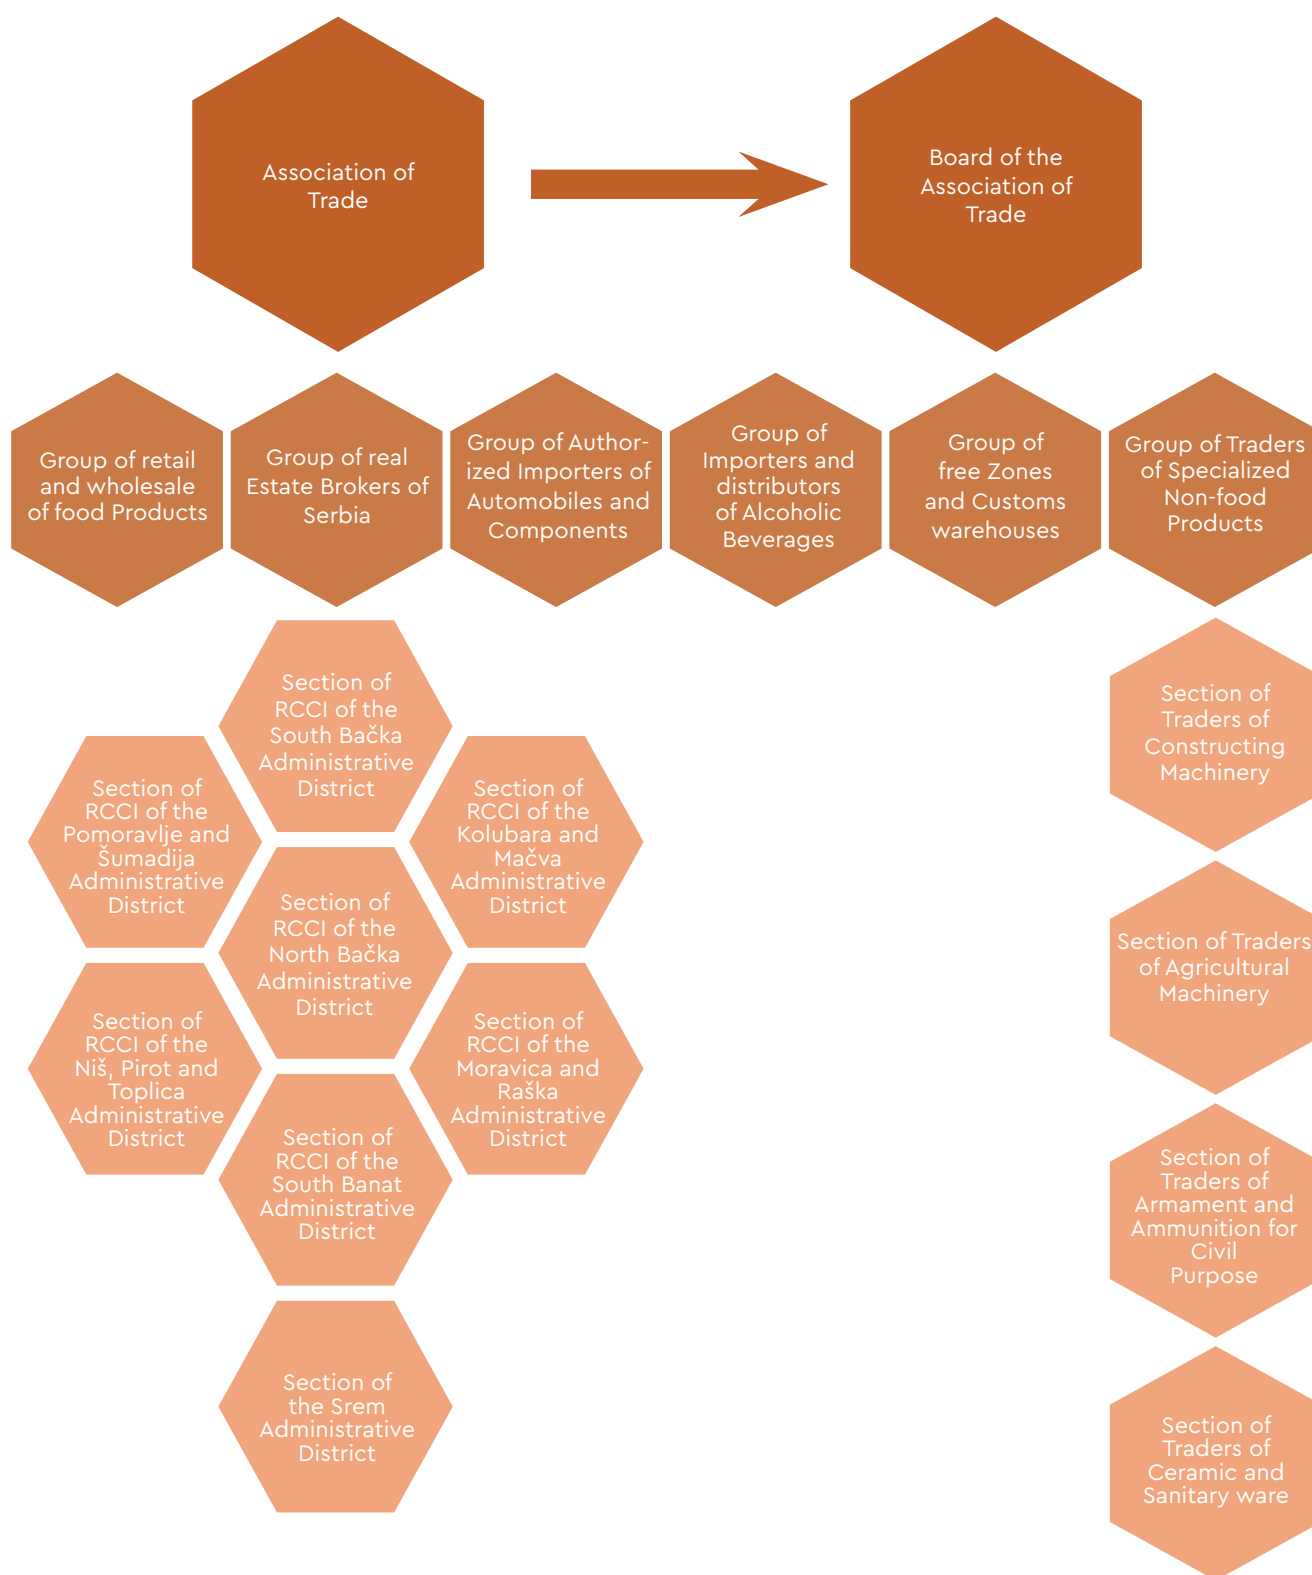 Association of
Trade
Board of the
Association of
Trade
Group of retail
and wholesale
of food Products
Group of real
Estate Brokers of
Serbia
Group of Author-
ized Importers of
Automobiles and
Components
Group of
Importers and
distributors
of Alcoholic
Beverages
Group of
free Zones
and Customs
warehouses
Group of Traders
of Specialized
Non-food
Products
Section of
RCCI of the
South Bačka
Administrative
District
Section of
RCCI of the
Pomoravlje and
Šumadija
Administrative
District
Section of
RCCI of the
Kolubara and
Mačva
Administrative
District
Section of
RCCI of the
North Bačka
Administrative
District
Section of
RCCI of the
Niš, Pirot and
Toplica
Administrative
District
Section of
RCCI of the
Moravica and
Raška
Administrative
District
Section of
RCCI of the
South Banat
Administrative
District
Section of
the Srem
Administrative
District
Section of
Traders of
Constructing
Machinery
Section of Traders
of Agricultural
Machinery
Section of
Traders of
Armament and
Ammunition for
Civil
Purpose
Section of
Traders of
Ceramic and
Sanitary ware